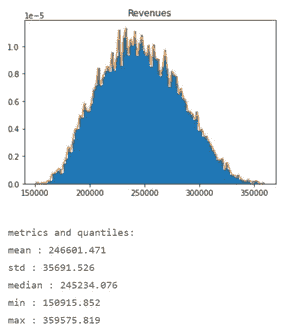 Revenues
1e-5
1.0
0.8
0.6
0.4
0.2
0.0
150000 200000 250000 300000 350000
metrics and quantiles:
mean : 246601.471
std : 35691.526
median : 245234.076
min : 150915.852
max : 359575.819